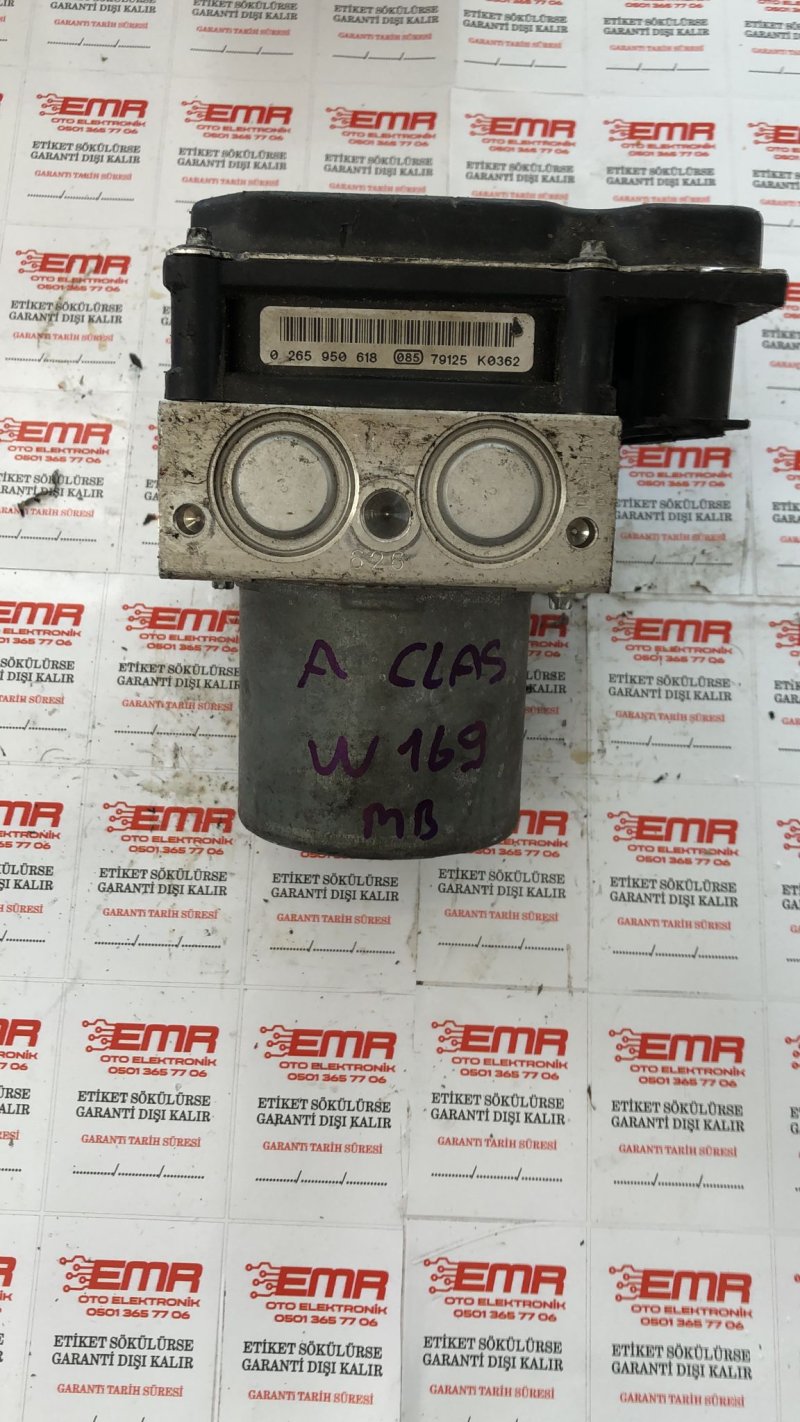 0 265 950 618 085 79125 K0362
626
A CLAS
W 169
MB
EMR
OTO ELEKTRONİK
0501 365 77 06
ETİKET SÖKÜLÜRSE
GARANTİ DIŞI KALIR
GARANTi TARİH SÜRESİ
......../......../........